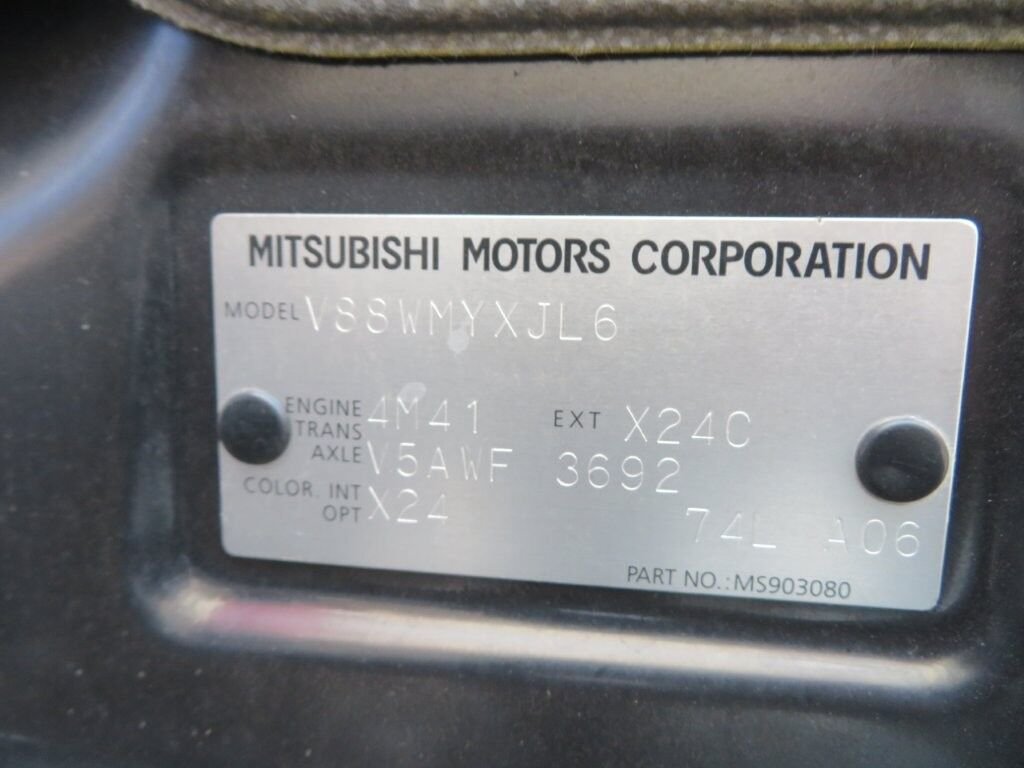 MITSUBISHI MOTORS CORPORATION
MODEL V88WMYXJL6
ENGINE 4M41 EXT X24C
TRANS
AXLE V5AWF 3692
COLOR. INT X24
OPT 74L A06
PART NO.: MS903080